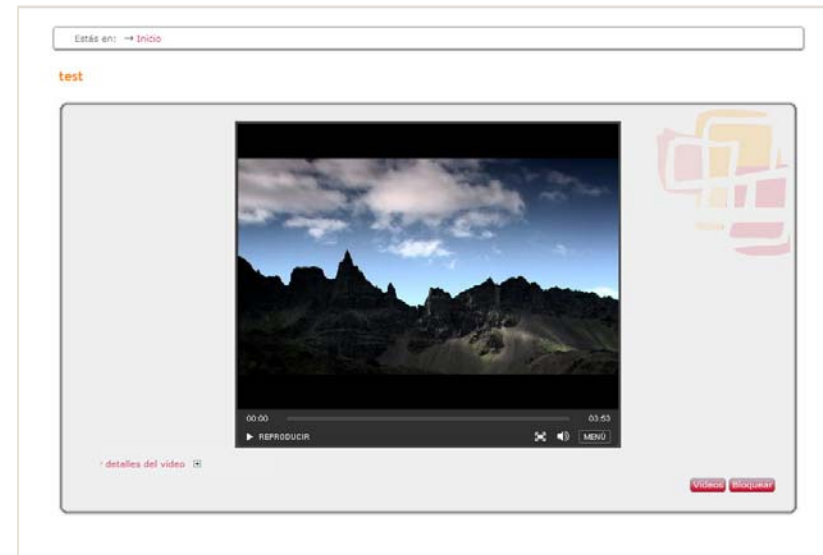 Estás en: → Inicio
test
00:00 03:53
REPRODUCIR MENÚ
detalles del video
Videos Bloquear